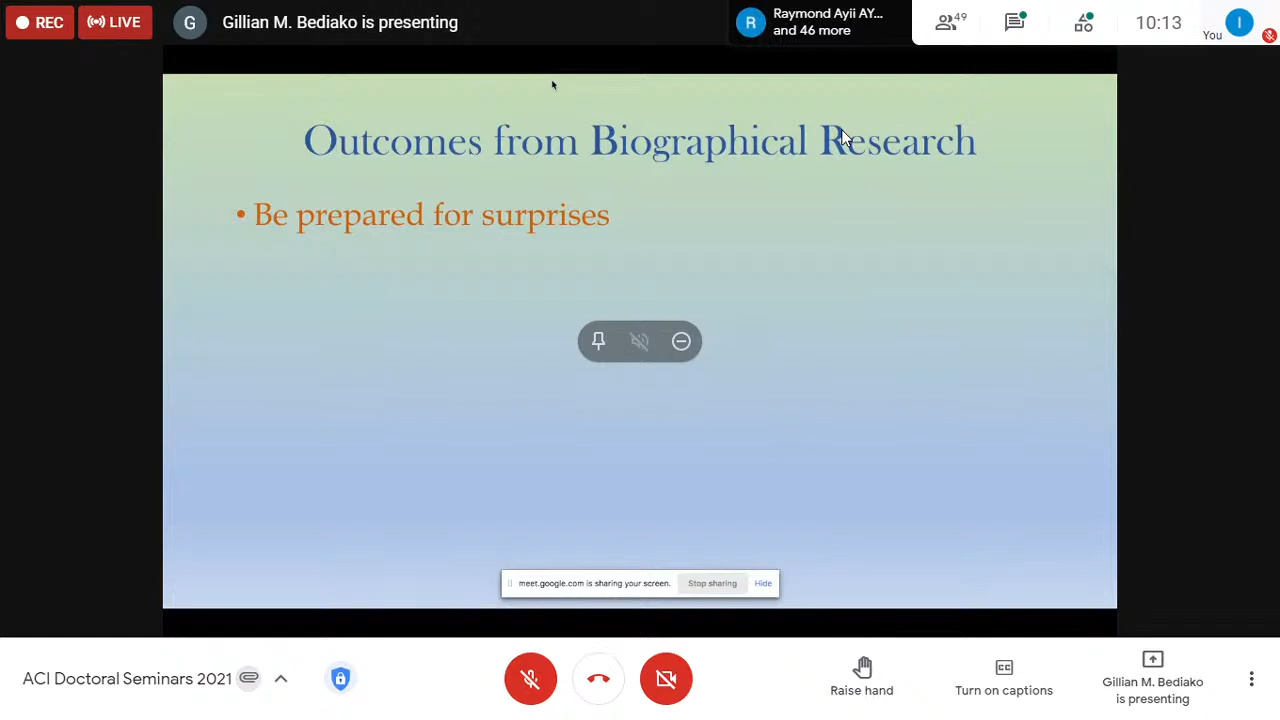 REC
LIVE
G
Gillian M. Bediako is presenting
R
Raymond Ayii AY...
and 46 more
49
10:13
You
I
Outcomes from Biographical Research
• Be prepared for surprises
meet.google.com is sharing your screen.
Stop sharing
Hide
ACI Doctoral Seminars 2021
Raise hand
CC
Turn on captions
Gillian M. Bediako
is presenting